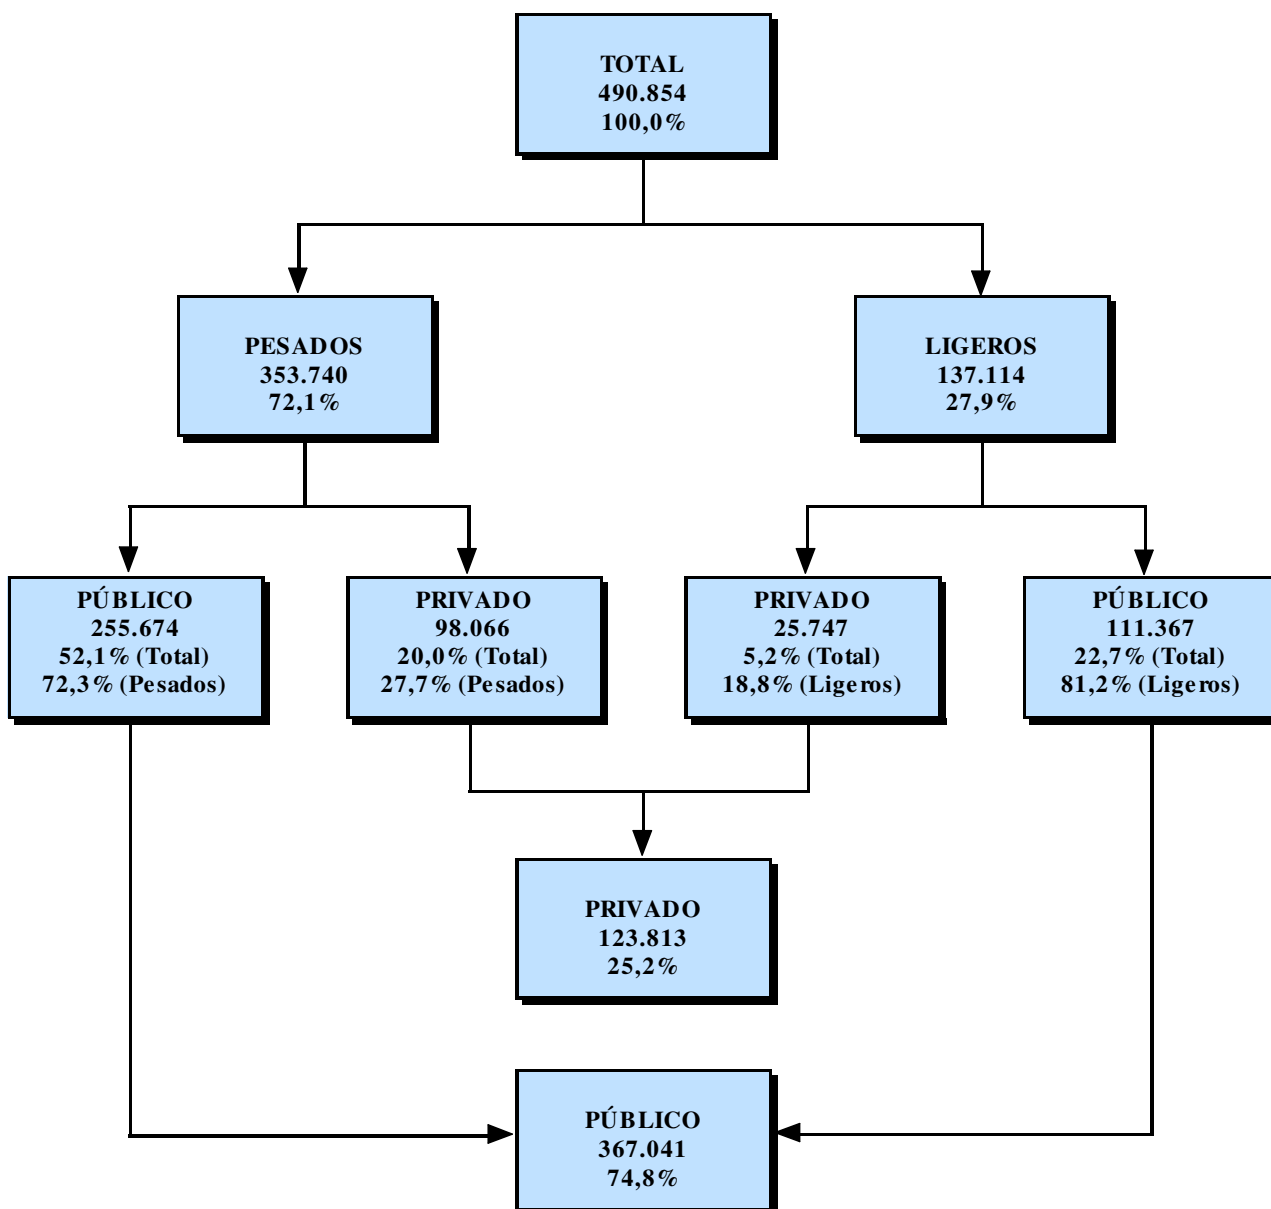 TOTAL
490.854
100,0%
PESADOS
353.740
72,1%
LIGEROS
137.114
27,9%
PÚBLICO
255.674
52,1% (Total)
72,3% (Pesados)
PRIVADO
98.066
20,0% (Total)
27,7% (Pesados)
PRIVADO
25.747
5,2% (Total)
18,8% (Ligeros)
PÚBLICO
111.367
22,7% (Total)
81,2% (Ligeros)
PRIVADO
123.813
25,2%
PÚBLICO
367.041
74,8%